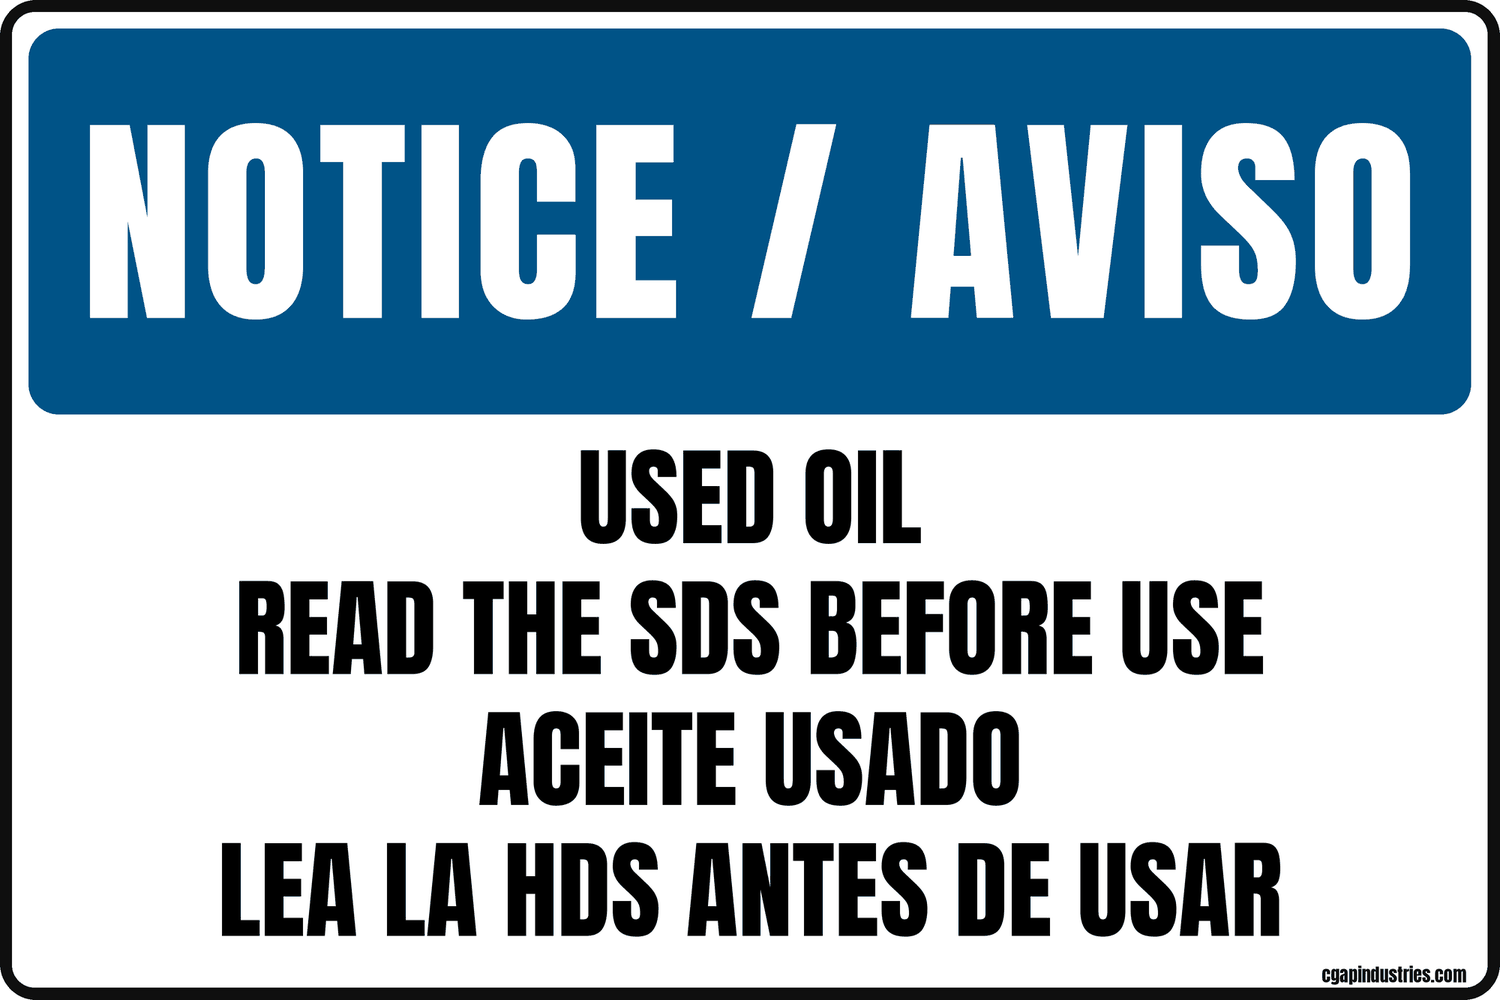 NOTICE / AVISO
USED OIL
READ THE SDS BEFORE USE
ACEITE USADO
LEA LA HDS ANTES DE USAR
cgapindustries.com